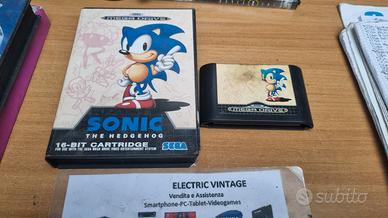 MEGA DRIVE
SONIC
THE HEDGEHOG
16-BIT CARTRIDGE
SEGA
MEGA DRIVE
ELECTRIC VINTAGE
Vendita e Assistenza
Smartphone-PC-Tablet-Videogames
subito